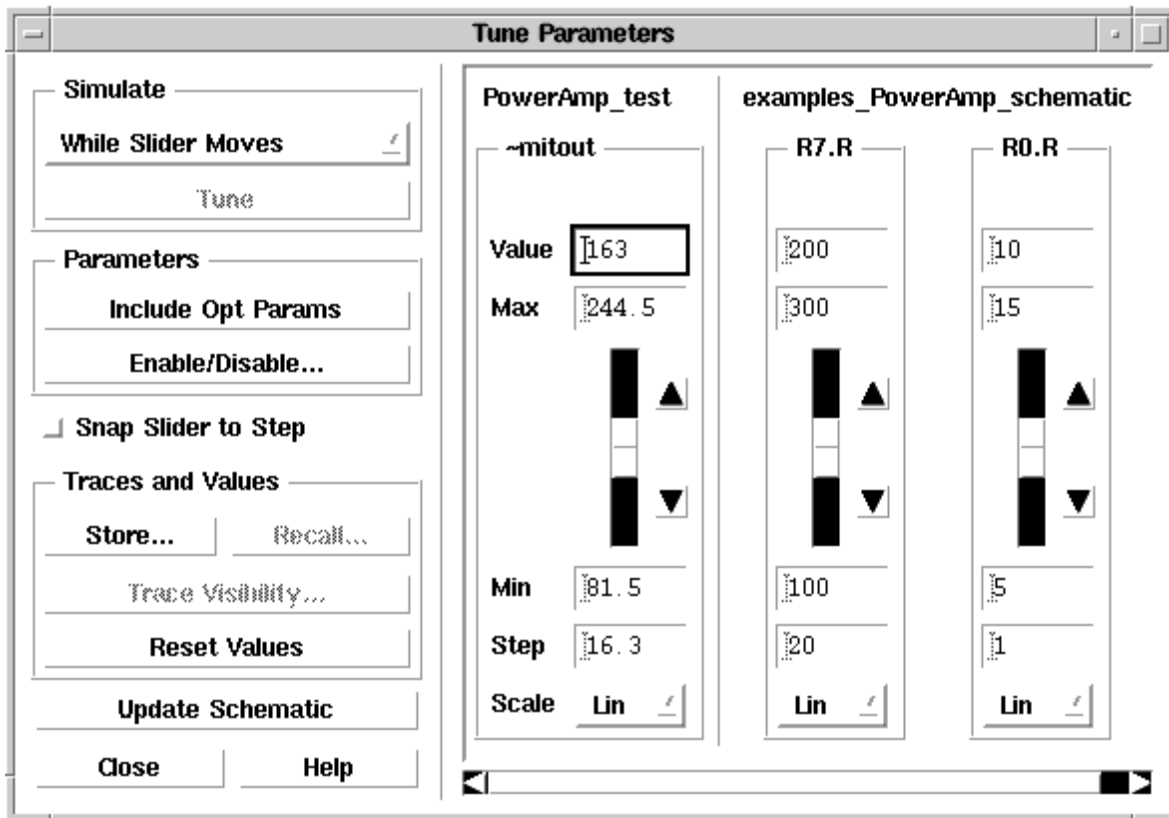 Tune Parameters
Simulate
While Slider Moves
Tune
Parameters
Include Opt Params
Enable/Disable...
Snap Slider to Step
Traces and Values
Store... Recall...
Trace Visibility...
Reset Values
Update Schematic
Close Help
PowerAmp_test examples_PowerAmp_schematic
~mitout R7.R R0.R
Value 163 200 10
Max 244.5 300 15
Min 81.5 100 5
Step 16.3 20 1
Scale Lin Lin Lin